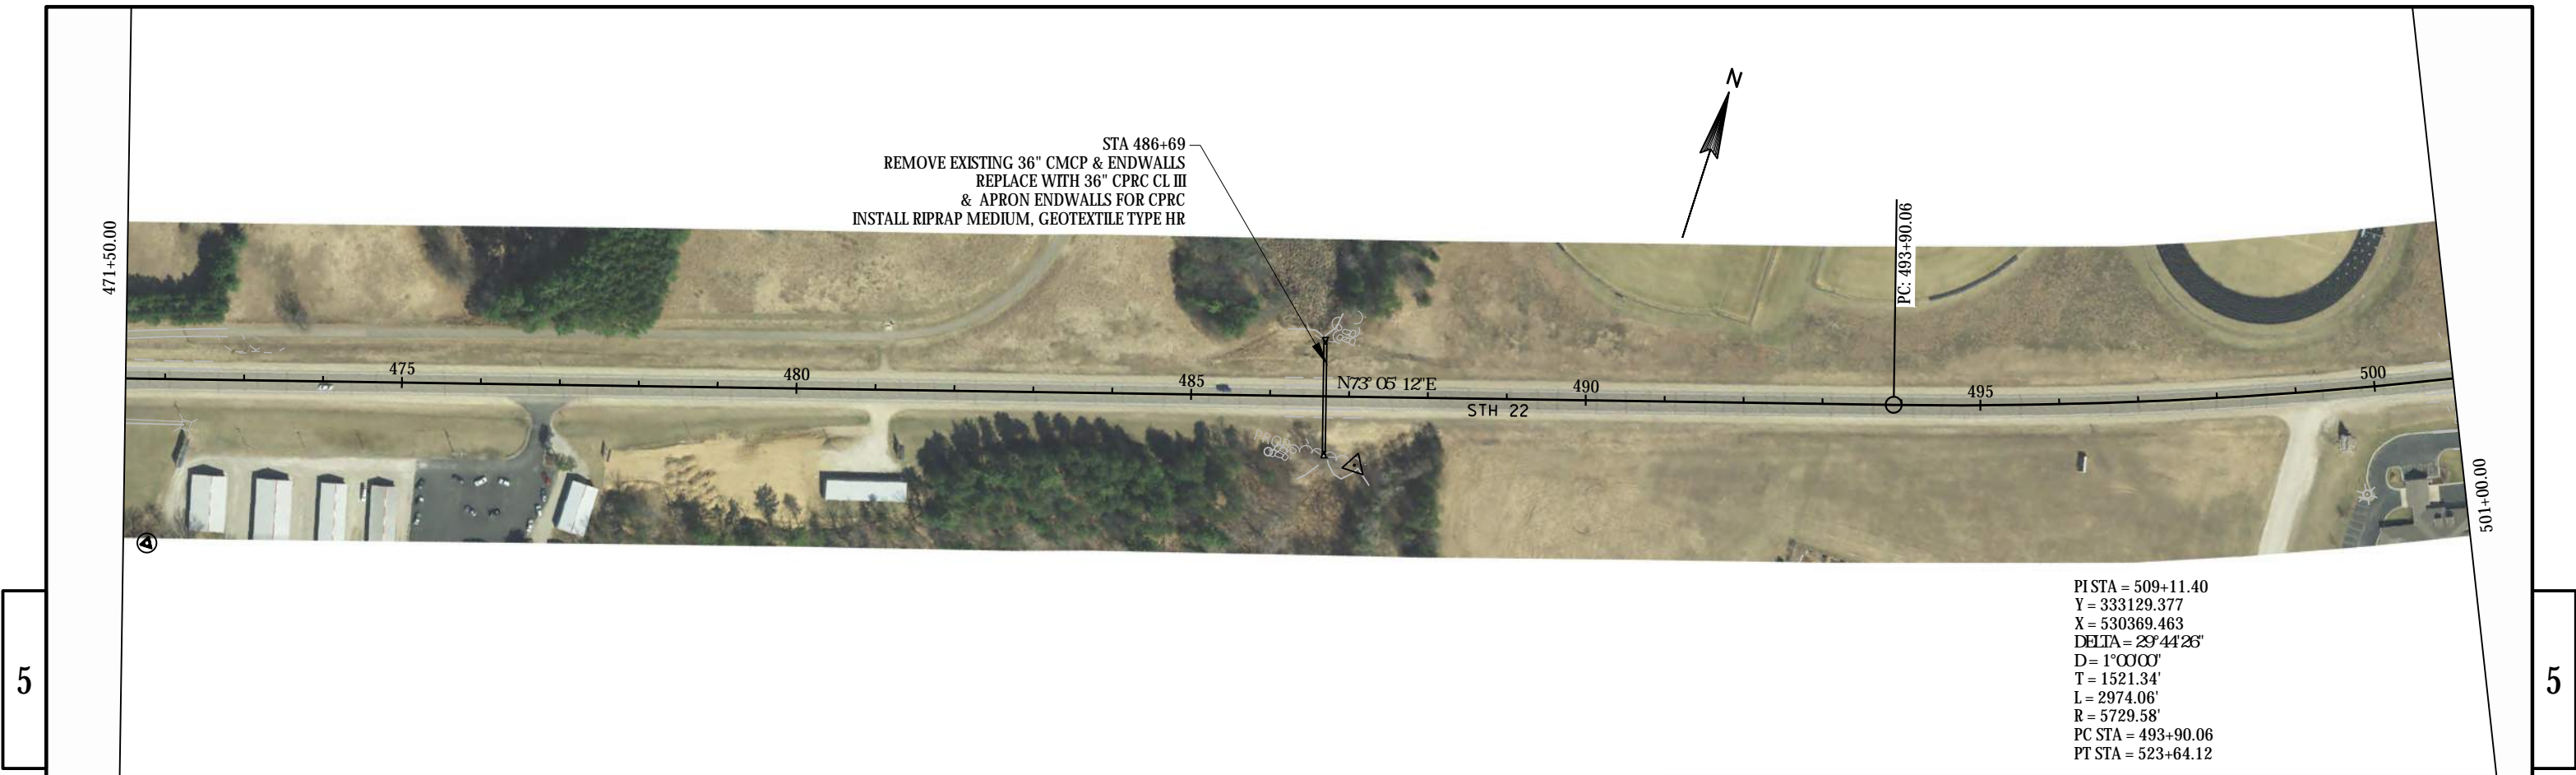 N
STA 486+69
REMOVE EXISTING 36" CMCP & ENDWALLS
REPLACE WITH 36" CPRC CL III
& APRON ENDWALLS FOR CPRC
INSTALL RIPRAP MEDIUM, GEOTEXTILE TYPE HR
471+50.00
PC: 493+90.06
475
480
485
N73°05'12"E
490
495
500
STH 22
501+00.00
PI STA = 509+11.40
Y = 333129.377
X = 530369.463
DELTA = 29°44'26"
D = 1°00'00"
T = 1521.34'
L = 2974.06'
R = 5729.58'
PC STA = 493+90.06
PT STA = 523+64.12
5
5